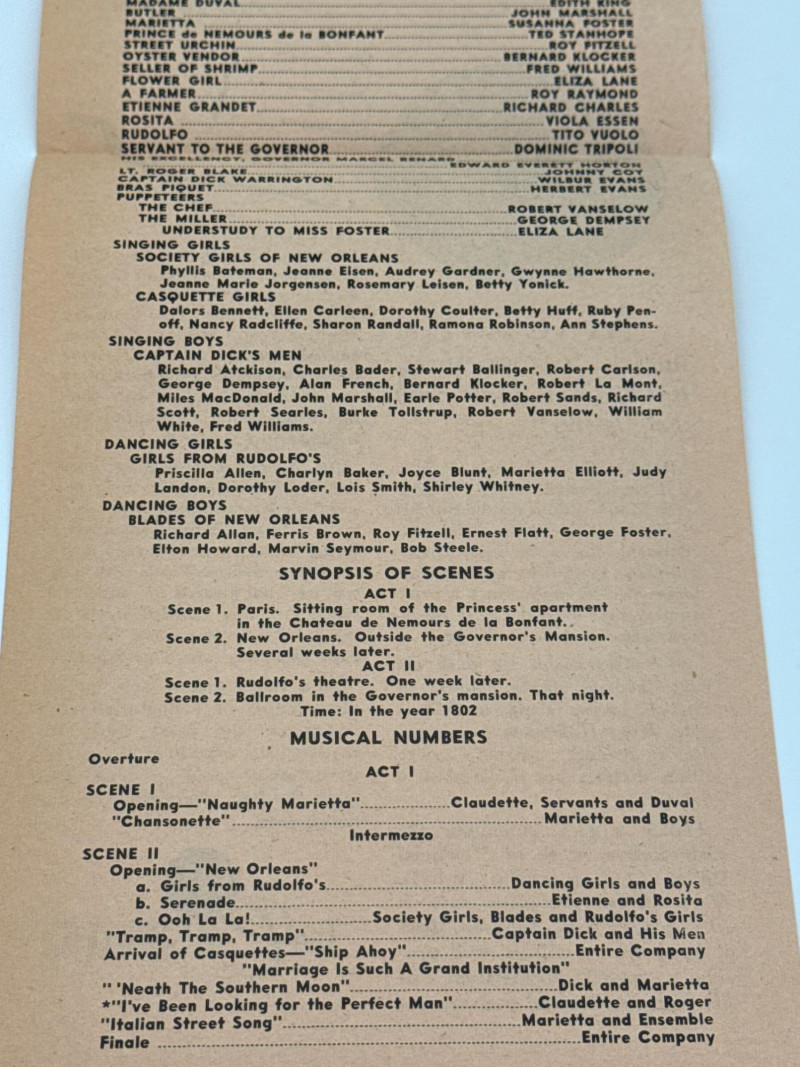 MADAME DUVAL........EDITH KING
BUTLER........JOHN MARSHALL
MARIETTA........SUSANNA FOSTER
PRINCE de NEMOURS de la BONFANT........TED STANHOPE
STREET URCHIN........ROY FITZELL
OYSTER VENDOR........BERNARD KLOCKER
SELLER OF SHRIMP........FRED WILLIAMS
FLOWER GIRL........ELIZA LANE
A FARMER........ROY RAYMOND
ETIENNE GRANDET........RICHARD CHARLES
ROSITA........VIOLA ESSEN
RUDOLFO........TITO VUOLO
SERVANT TO THE GOVERNOR........DOMINIC TRIPOLI
HIS EXCELLENCY, GOVERNOR MARCEL RENARD........
EDWARD EVERETT HORTON
LT. ROGER BLAKE........JOHNNY COY
CAPTAIN DICK WARRINGTON........WILBUR EVANS
BRAS PIQUET........HERBERT EVANS
PUPPETEERS
THE CHEF........ROBERT VANSELOW
THE MILLER........GEORGE DEMPSEY
UNDERSTUDY TO MISS FOSTER........ELIZA LANE
SINGING GIRLS
SOCIETY GIRLS OF NEW ORLEANS
Phyllis Bateman, Jeanne Eisen, Audrey Gardner, Gwynne Hawthorne,
Jeanne Marie Jorgensen, Rosemary Leisen, Betty Yonick.
CASQUETTE GIRLS
Dalors Bennett, Ellen Carleen, Dorothy Coulter, Betty Huff, Ruby Pen-
off, Nancy Radcliffe, Sharon Randall, Ramona Robinson, Ann Stephens.
SINGING BOYS
CAPTAIN DICK'S MEN
Richard Atckison, Charles Bader, Stewart Ballinger, Robert Carlson,
George Dempsey, Alan French, Bernard Klocker, Robert La Mont,
Miles MacDonald, John Marshall, Earle Potter, Robert Sands, Richard
Scott, Robert Searles, Burke Tollstrup, Robert Vanselow, William
White, Fred Williams.
DANCING GIRLS
GIRLS FROM RUDOLFO'S
Priscilla Allen, Charlyn Baker, Joyce Blunt, Marietta Elliott, Judy
Landon, Dorothy Loder, Lois Smith, Shirley Whitney.
DANCING BOYS
BLADES OF NEW ORLEANS
Richard Allan, Ferris Brown, Roy Fitzell, Ernest Flatt, George Foster,
Elton Howard, Marvin Seymour, Bob Steele.
SYNOPSIS OF SCENES
ACT I
Scene 1. Paris. Sitting room of the Princess' apartment
in the Chateau de Nemours de la Bonfant.
Scene 2. New Orleans. Outside the Governor's Mansion.
Several weeks later.
ACT II
Scene 1. Rudolfo's theatre. One week later.
Scene 2. Ballroom in the Governor's mansion. That night.
Time: In the year 1802
MUSICAL NUMBERS
Overture
ACT I
SCENE I
Opening—"Naughty Marietta"........Claudette, Servants and Duval
"Chansonette"........Marietta and Boys
Intermezzo
SCENE II
Opening—"New Orleans"
a. Girls from Rudolfo's........Dancing Girls and Boys
b. Serenade........Etienne and Rosita
c. Ooh La La!........Society Girls, Blades and Rudolfo's Girls
"Tramp, Tramp, Tramp"........Captain Dick and His Men
Arrival of Casquettes—"Ship Ahoy"........Entire Company
"Marriage Is Such A Grand Institution"
" 'Neath The Southern Moon"........Dick and Marietta
*"I've Been Looking for the Perfect Man"........Claudette and Roger
"Italian Street Song"........Marietta and Ensemble
Finale ........Entire Company